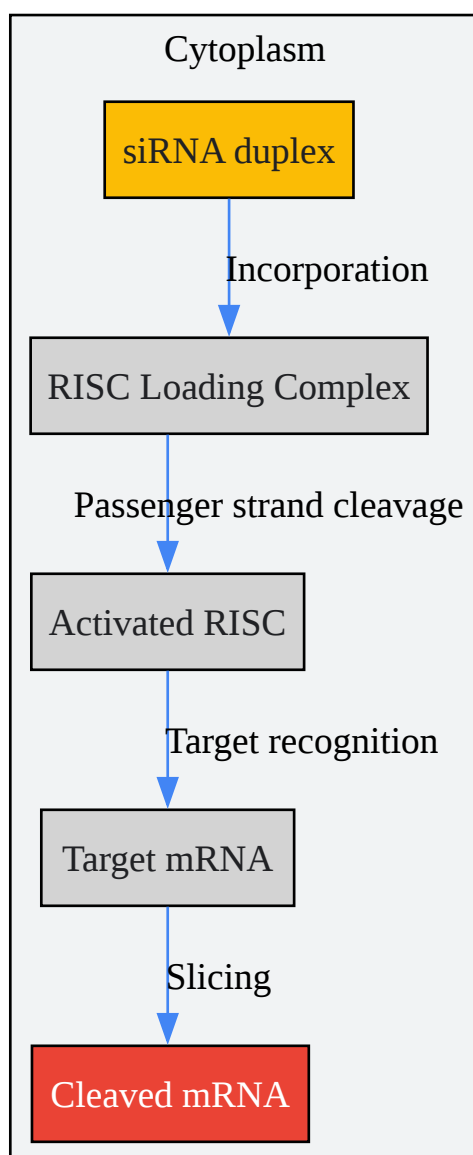 Cytoplasm
siRNA duplex
Incorporation
RISC Loading Complex
Passenger strand cleavage
Activated RISC
Target recognition
Target mRNA
Slicing
Cleaved mRNA